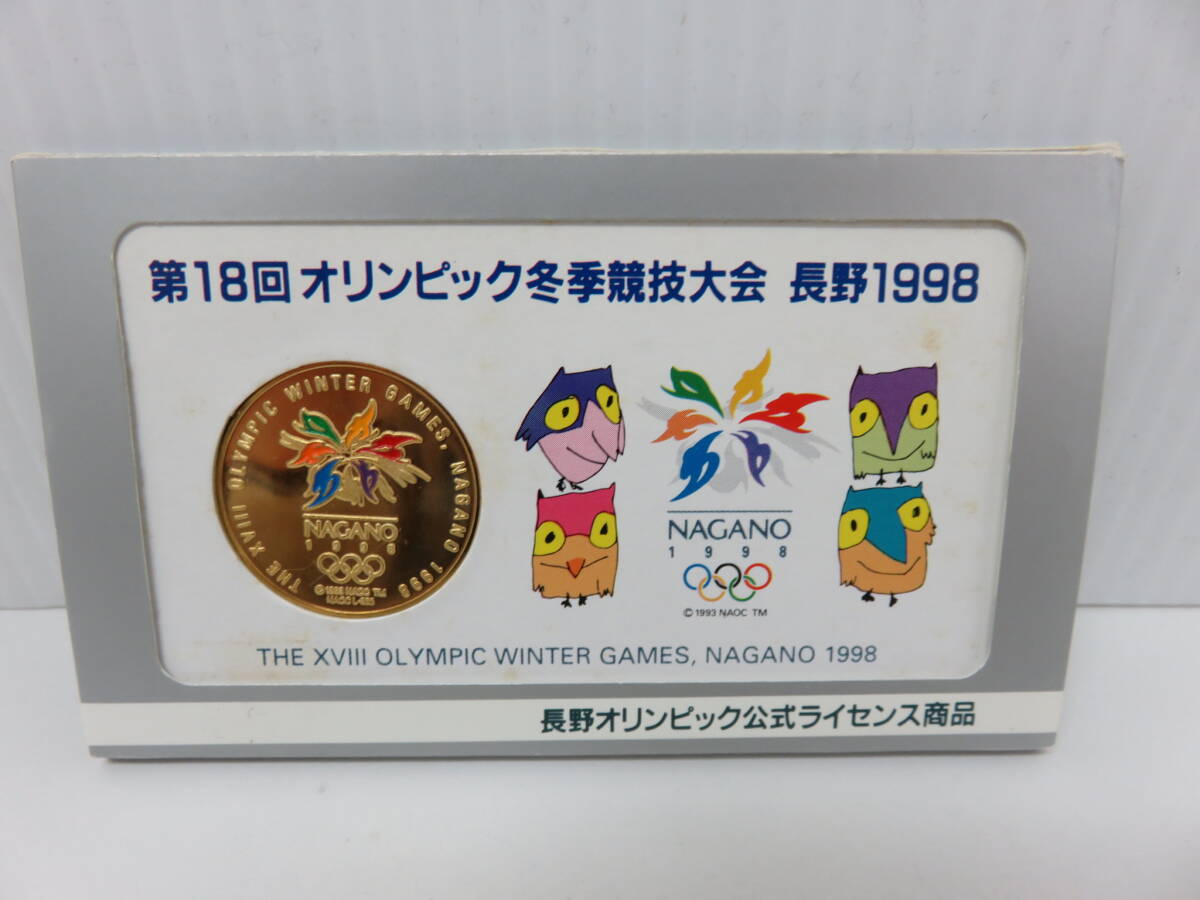 第18回オリンピック冬季競技大会 長野1998
THE XVIII OLYMPIC WINTER GAMES, NAGANO 1998
NAGANO
1998
© 1995 NAOC TM
NAGANO
1998
© 1993 NAOC TM
THE XVIII OLYMPIC WINTER GAMES, NAGANO 1998
長野オリンピック公式ライセンス商品